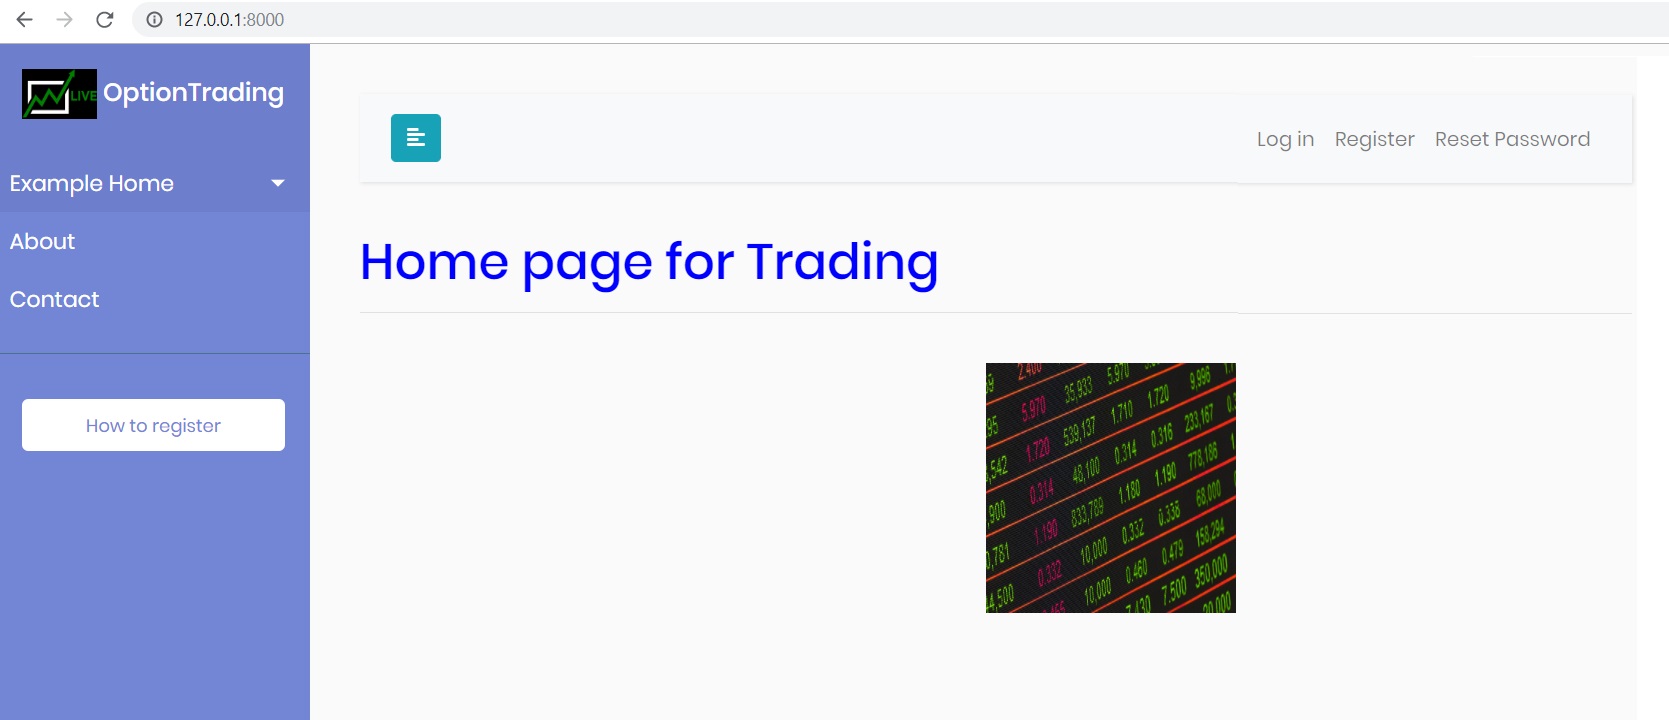 127.0.0.1:8000
LIVE OptionTrading
Example Home
About
Contact
How to register
Log in Register Reset Password
Home page for Trading
2.400 5.970 9,996
35,933
5.970 1.710 1.720
95 539,137 233,167
1.720 0.314 0.316
,542 48,100 778,186
0.314 1.180 1.190
,900 833,789 68,000
1.190 0.332 0.338
0,781 10,000 0.479 158,294
0.332 0.460 350,000
4,500 10,000 7.500
7.430